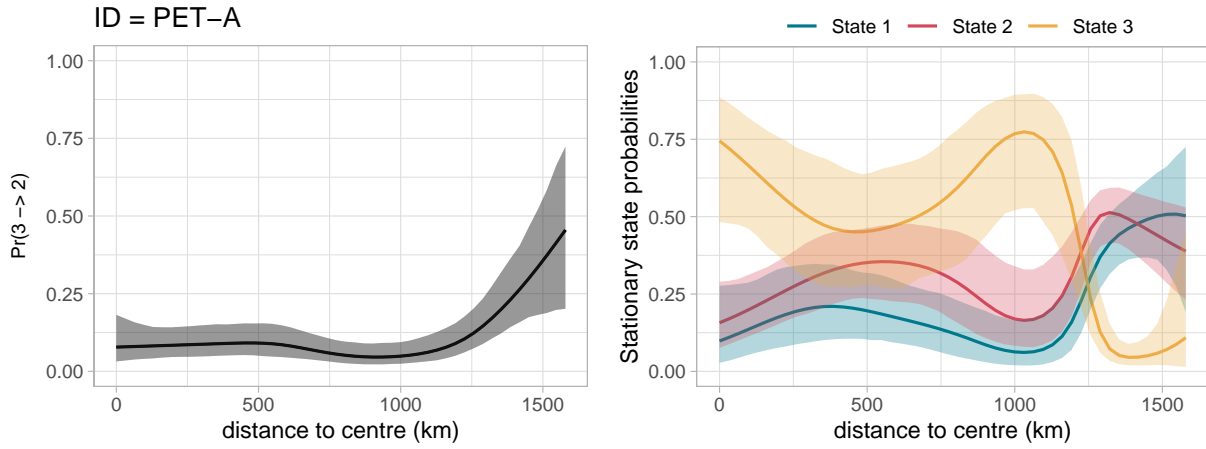 ID = PET−A
1.00
0.75
0.50
0.25
0.00
Pr(3 −> 2)
0
500
1000
1500
distance to centre (km)
State 1
State 2
State 3
1.00
0.75
0.50
0.25
0.00
Stationary state probabilities
0
500
1000
1500
distance to centre (km)